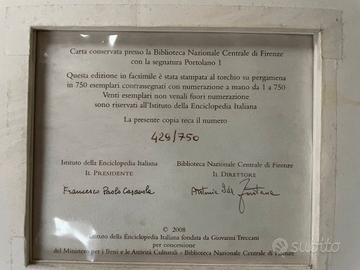 Carta conservata presso la Biblioteca Nazionale Centrale di Firenze
con la segnatura Portolano 1
Questa edizione in facsimile è stata stampata al torchio su pergamena
in 750 esemplari contrassegnati con numerazione a mano da 1 a 750
Venti esemplari non venali fuori numerazione
sono riservati all'Istituto della Enciclopedia Italiana
La presente copia reca il numero
429/750
Istituto della Enciclopedia Italiana
Il Presidente
Francesco Paolo Casavola
Biblioteca Nazionale Centrale di Firenze
Il Direttore
Antonia Ida Fontana
© 2008
Istituto della Enciclopedia Italiana fondata da Giovanni Treccani
per concessione
del Ministero per i Beni e le Attività Culturali - Biblioteca Nazionale Centrale di Firenze
subito